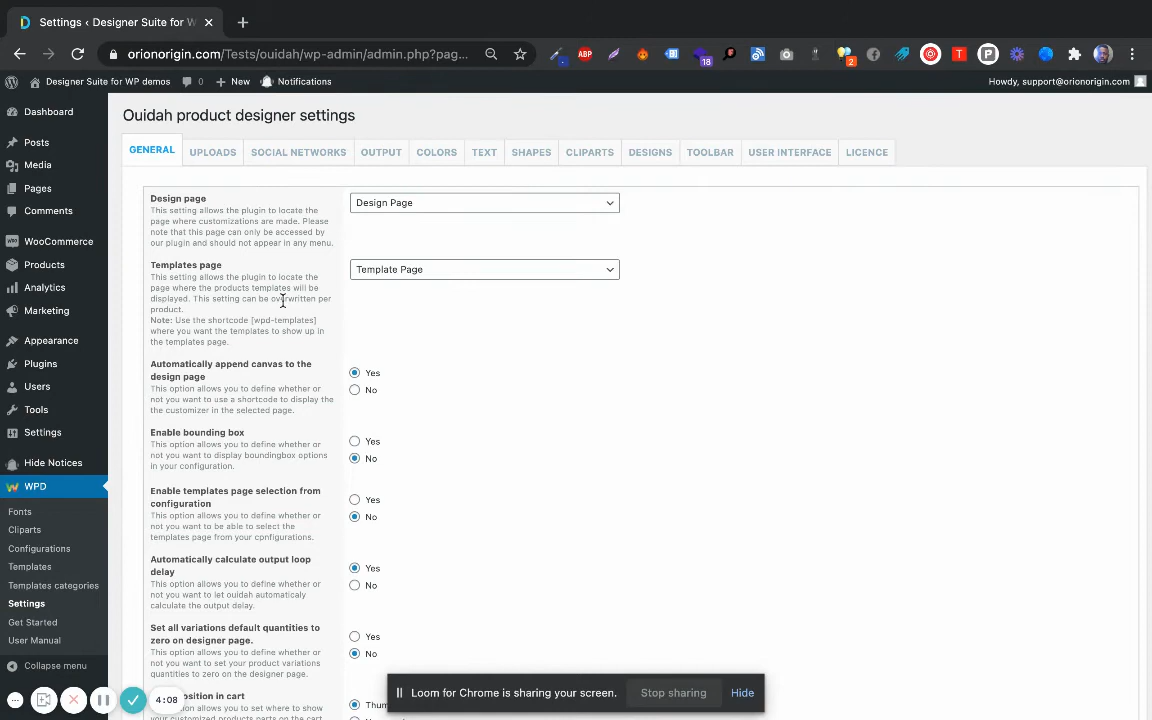 Settings ‹ Designer Suite for W
orionorigin.com/Tests/ouidah/wp-admin/admin.php?pag...
ABP
18
2
T
P
Designer Suite for WP demos
0
New
Notifications
Howdy, support@orionorigin.com
Dashboard
Posts
Media
Pages
Comments
WooCommerce
Products
Analytics
Marketing
Appearance
Plugins
Users
Tools
Settings
Hide Notices
WPD
Fonts
Cliparts
Configurations
Templates
Templates categories
Settings
Get Started
User Manual
Collapse menu
4:08
Ouidah product designer settings
GENERAL
UPLOADS
SOCIAL NETWORKS
OUTPUT
COLORS
TEXT
SHAPES
CLIPARTS
DESIGNS
TOOLBAR
USER INTERFACE
LICENCE
Design page
This setting allows the plugin to locate the
page where customizations are made. Please
note that this page can only be accessed by
our plugin and should not appear in any menu.
Design Page
Templates page
This setting allows the plugin to locate the
page where the products templates will be
displayed. This setting can be overwritten per
product.
Note: Use the shortcode [wpd-templates]
where you want the templates to show up in
the templates page.
Template Page
Automatically append canvas to the
design page
This option allows you to define whether or
not you want to use a shortcode to display the
the customizer in the selected page.
Yes
No
Enable bounding box
This option allows you to define whether or
not you want to display boundingbox options
in your configuration.
Yes
No
Enable templates page selection from
configuration
This option allows you to define whether or
not you want to be able to select the
templates page from your cpnfigurations.
Yes
No
Automatically calculate output loop
delay
This option allows you to define whether or
not you want to let ouidah automaticaly
calculate the output delay.
Yes
No
Set all variations default quantities to
zero on designer page.
This option allows you to define whether or
not you want to set your product variations
quantities to zero on the designer page.
Yes
No
osition in cart
you to set where to show
Thum
Loom for Chrome is sharing your screen.
Stop sharing
Hide